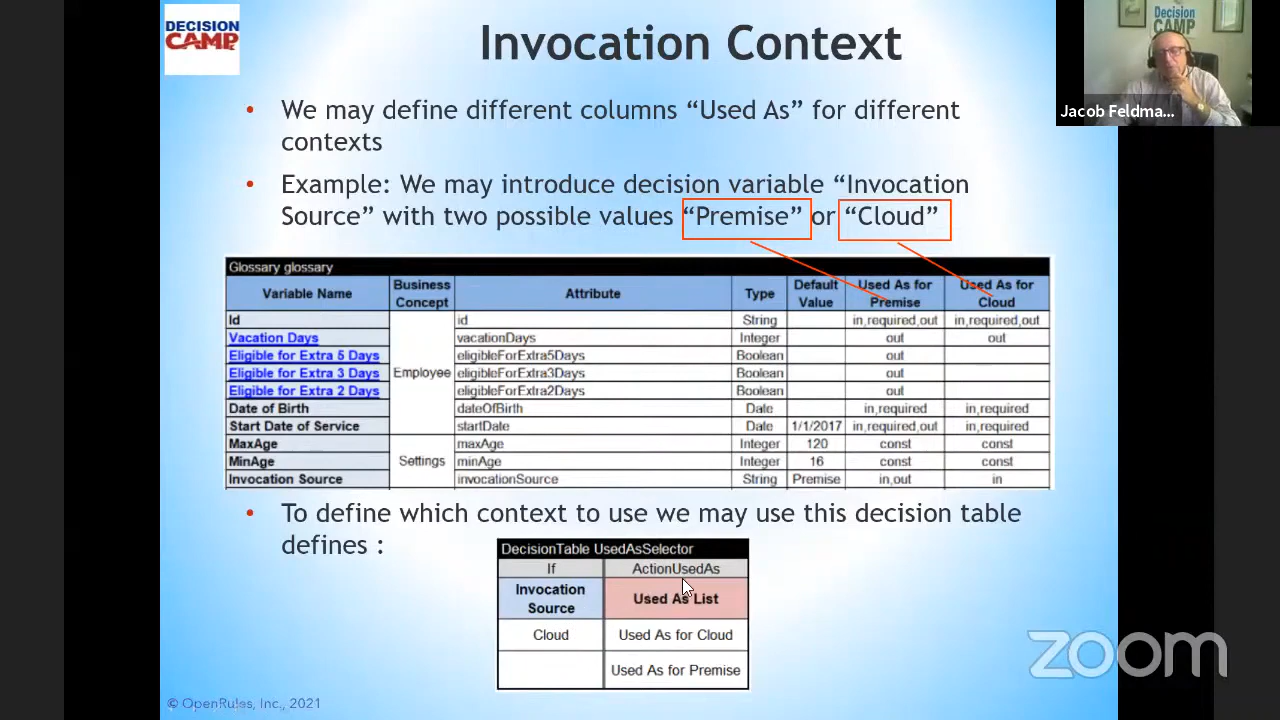 DECISION
CAMP
Invocation Context
DECISION
CAMP
Jacob Feldma...
• We may define different columns “Used As” for different
contexts
• Example: We may introduce decision variable “Invocation
Source” with two possible values “Premise” or “Cloud”
Glossary glossary
Variable Name Business Concept Attribute Type Default Value Used As for Premise Used As for Cloud
Id Employee id String in,required,out in,required,out
Vacation Days vacationDays Integer out out
Eligible for Extra 5 Days eligibleForExtra5Days Boolean out
Eligible for Extra 3 Days eligibleForExtra3Days Boolean out
Eligible for Extra 2 Days eligibleForExtra2Days Boolean out
Date of Birth dateOfBirth Date in,required in,required
Start Date of Service startDate Date 1/1/2017 in,required,out in,required
MaxAge Settings maxAge Integer 120 const const
MinAge minAge Integer 16 const const
Invocation Source invocationSource String Premise in,out in
• To define which context to use we may use this decision table
defines :
DecisionTable UsedAsSelector
If ActionUsedAs
Invocation Source Used As List
Cloud Used As for Cloud
Used As for Premise
zoom
© OpenRules, Inc., 2021